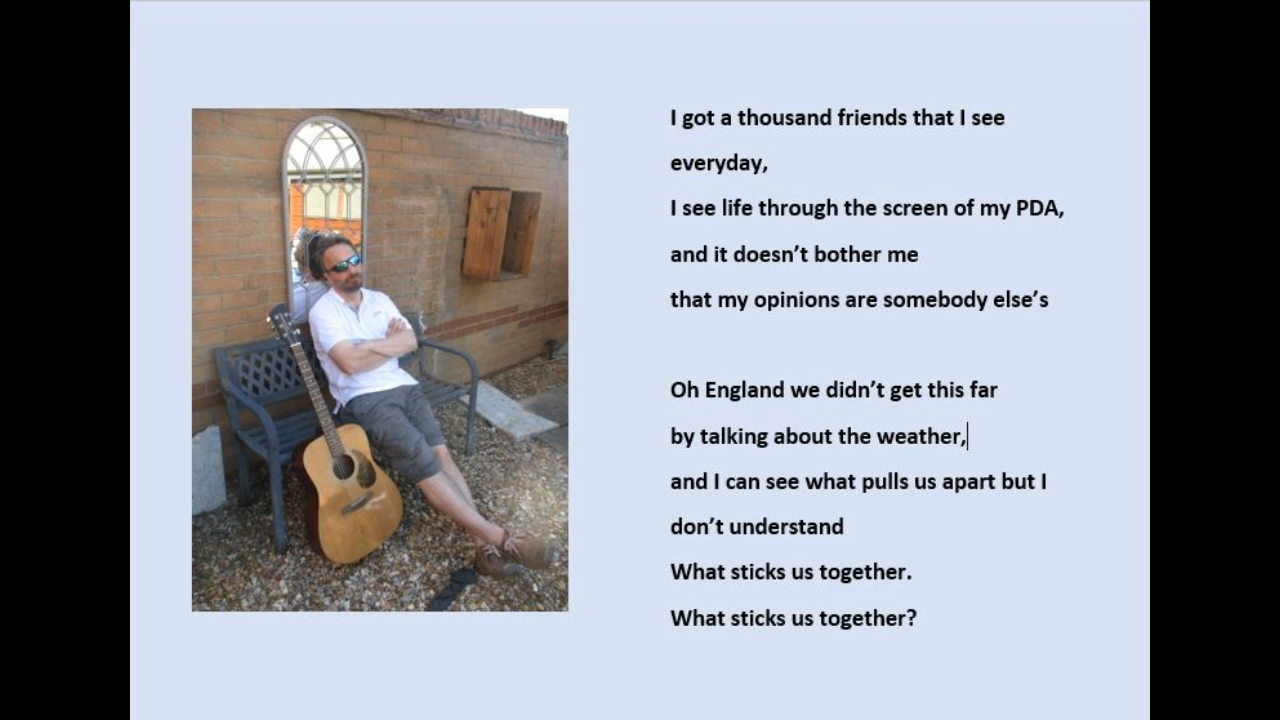 I got a thousand friends that I see
everyday,
I see life through the screen of my PDA,
and it doesn’t bother me
that my opinions are somebody else’s
Oh England we didn’t get this far
by talking about the weather,
and I can see what pulls us apart but I
don’t understand
What sticks us together.
What sticks us together?